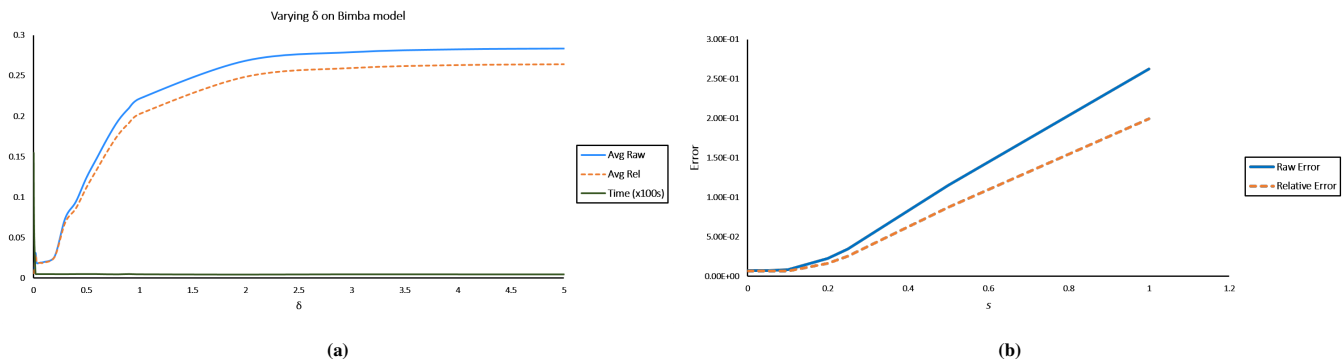 Varying δ on Bimba model
0.3
0.25
0.2
0.15
0.1
0.05
0
0 0.5 1 1.5 2 2.5 3 3.5 4 4.5 5
δ
Avg Raw
Avg Rel
Time (x100s)
(a)
3.00E-01
2.50E-01
2.00E-01
1.50E-01
1.00E-01
5.00E-02
0.00E+00
Error
0 0.2 0.4 0.6 0.8 1 1.2
s
Raw Error
Relative Error
(b)